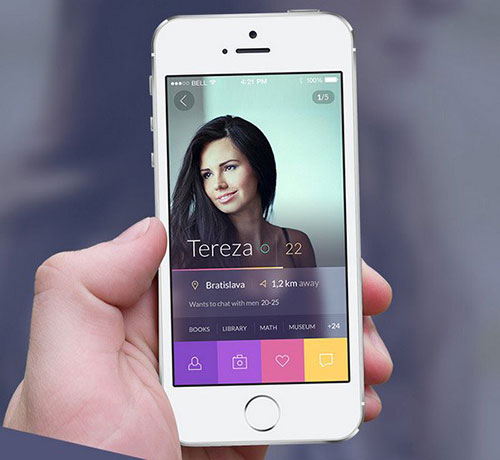 BELL 4:21 PM 100%
1/5
Tereza 22
Bratislava 1,2 km away
Wants to chat with men 20-25
BOOKS LIBRARY MATH MUSEUM +24